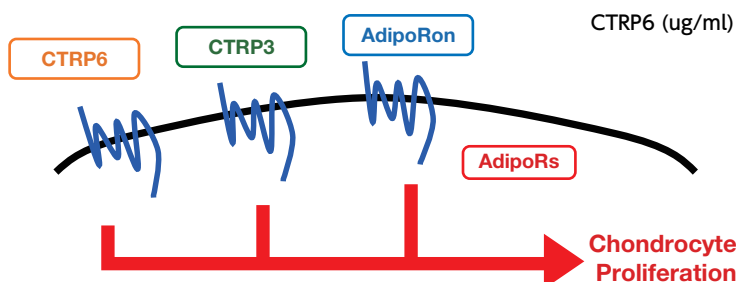 CTRP6 (ug/ml)
AdipoRon
CTRP3
CTRP6
AdipoRs
Chondrocyte
Proliferation